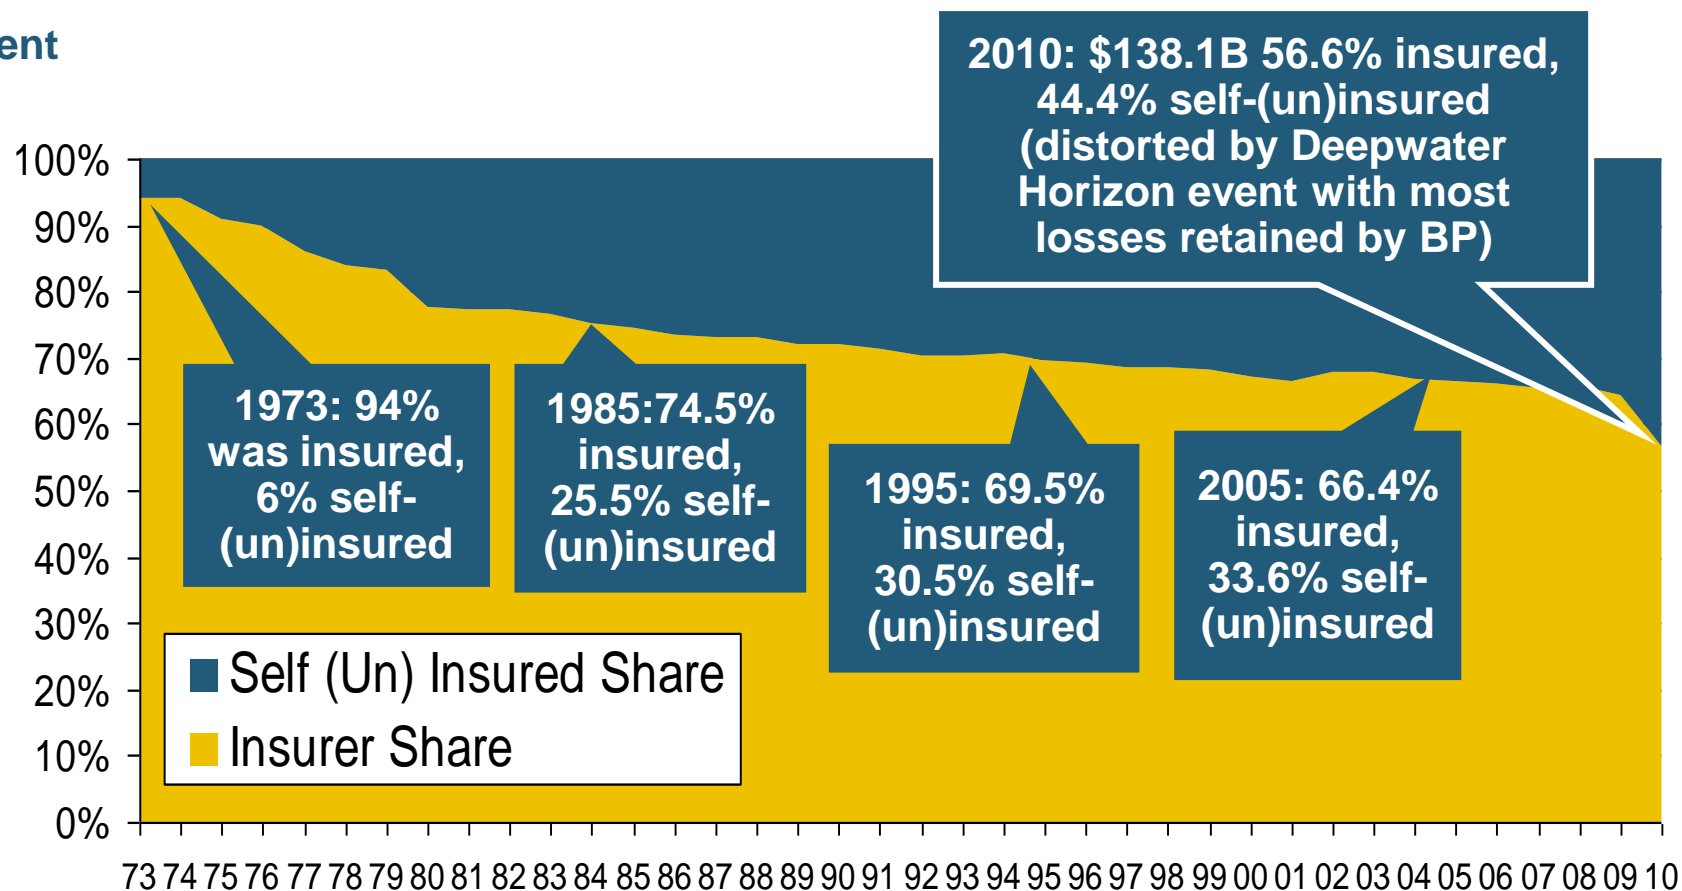 ent
2010: $138.1B 56.6% insured,
44.4% self-(un)insured
(distorted by Deepwater
Horizon event with most
losses retained by BP)
100%
90%
80%
70%
60%
50%
40%
30%
20%
10%
0%
1973: 94%
was insured,
6% self-
(un)insured
1985:74.5%
insured,
25.5% self-
(un)insured
1995: 69.5%
insured,
30.5% self-
(un)insured
2005: 66.4%
insured,
33.6% self-
(un)insured
Self (Un) Insured Share
Insurer Share
73 74 75 76 77 78 79 80 81 82 83 84 85 86 87 88 89 90 91 92 93 94 95 96 97 98 99 00 01 02 03 04 05 06 07 08 09 10